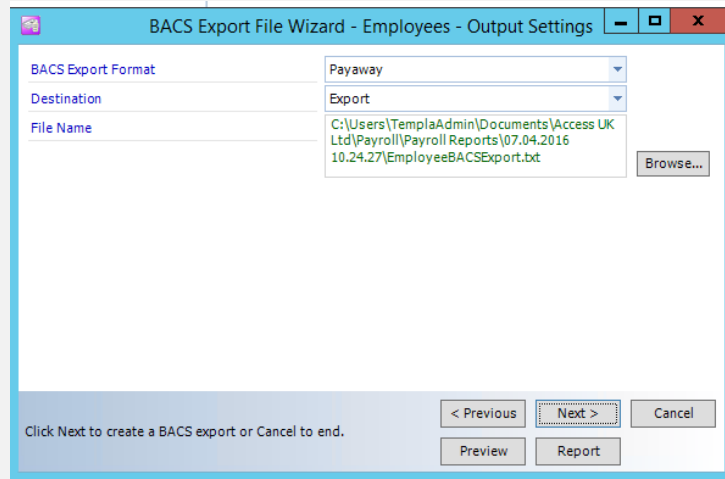 BACS Export File Wizard - Employees - Output Settings
BACS Export Format
Payaway
Destination
Export
File Name
C:\Users\TemplaAdmin\Documents\Access UK
Ltd\Payroll\Payroll Reports\07.04.2016
10.24.27\EmployeeBACSExport.txt
Browse...
< Previous
Next >
Cancel
Click Next to create a BACS export or Cancel to end.
Preview
Report